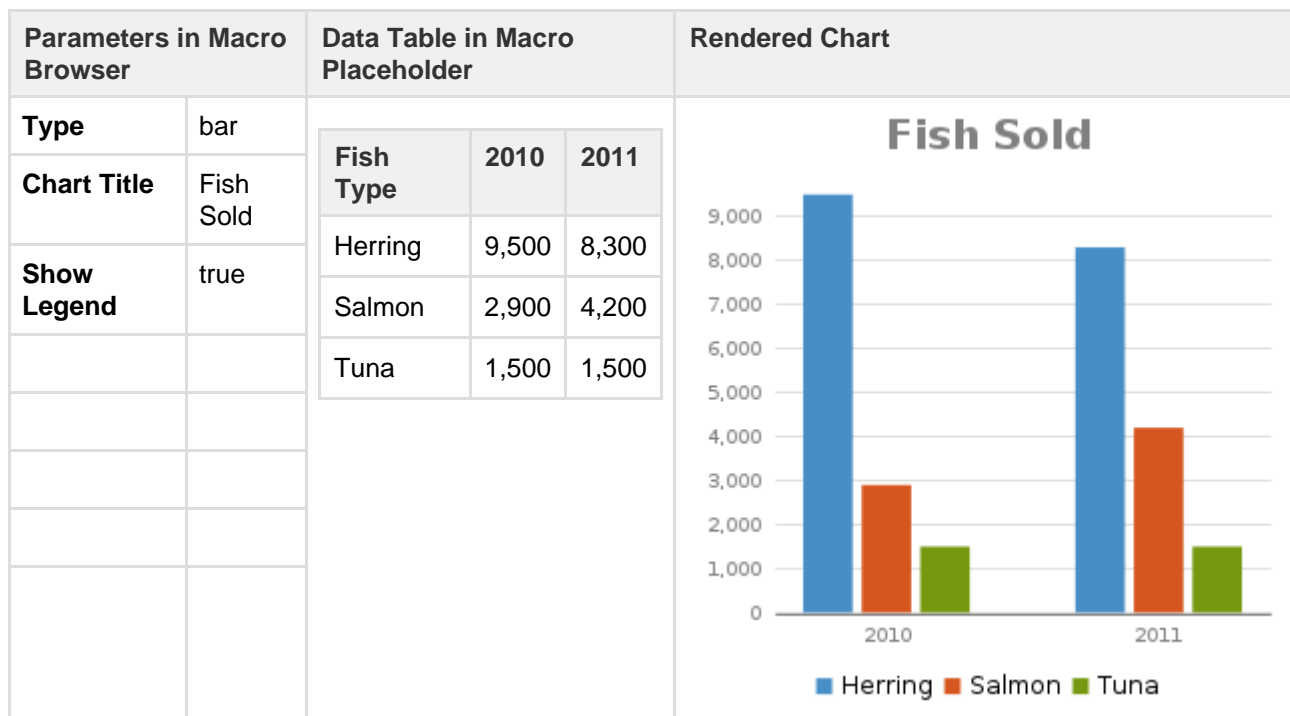 Parameters in Macro Browser
Data Table in Macro Placeholder
Rendered Chart
Type bar
Chart Title Fish Sold
Show Legend true
Fish Type 2010 2011
Herring 9,500 8,300
Salmon 2,900 4,200
Tuna 1,500 1,500
Fish Sold
9,000
8,000
7,000
6,000
5,000
4,000
3,000
2,000
1,000
0
2010 2011
Herring Salmon Tuna